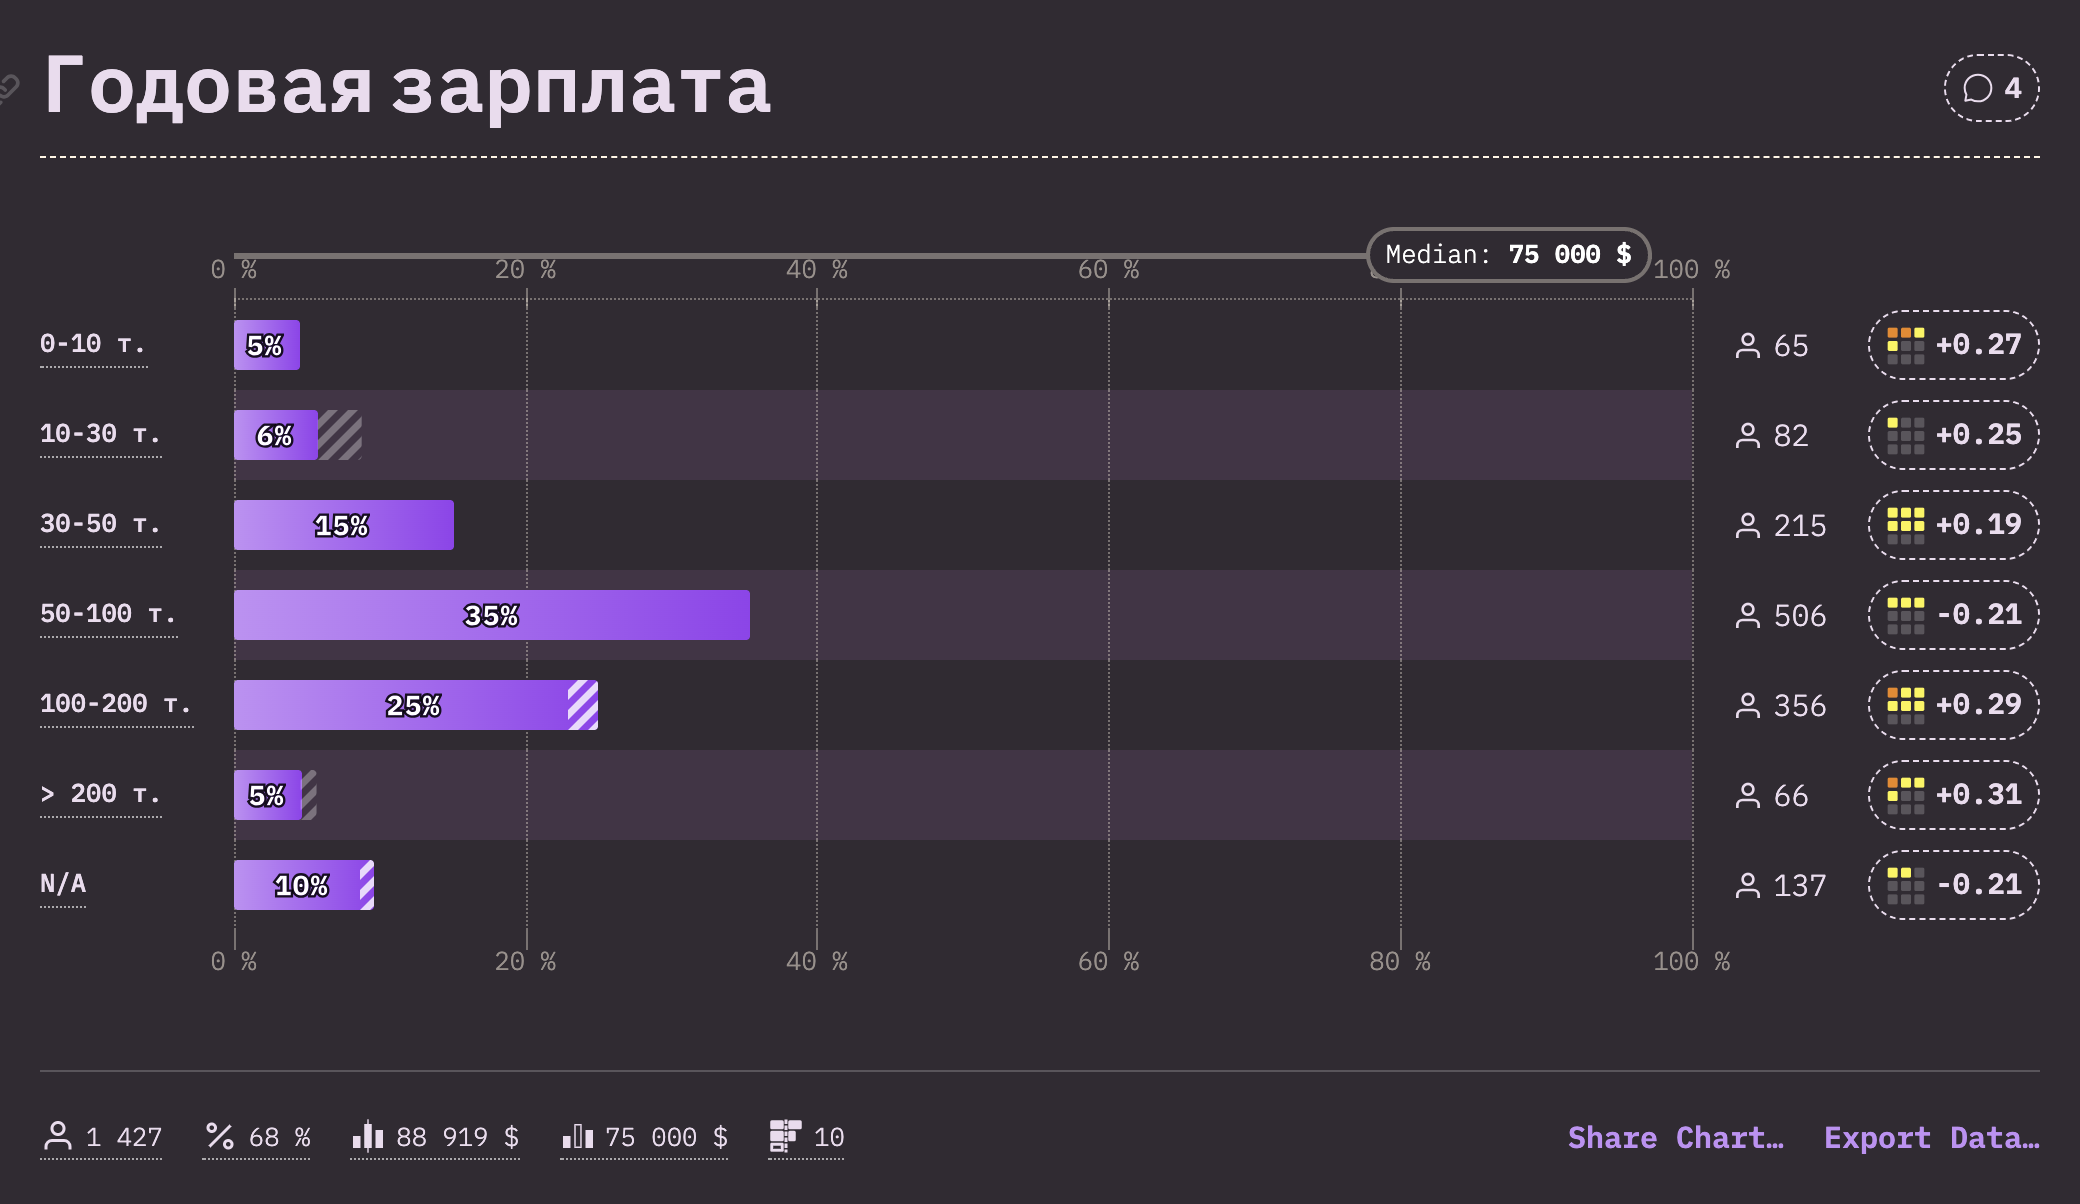 Годовая зарплата
4
Median: 75 000 $
0 % 20 % 40 % 60 % 100 %
0-10 т. 5% 65 +0.27
10-30 т. 6% 82 +0.25
30-50 т. 15% 215 +0.19
50-100 т. 35% 506 -0.21
100-200 т. 25% 356 +0.29
> 200 т. 5% 66 +0.31
N/A 10% 137 -0.21
0 % 20 % 40 % 60 % 80 % 100 %
1 427 68 % 88 919 $ 75 000 $ 10 Share Chart… Export Data…